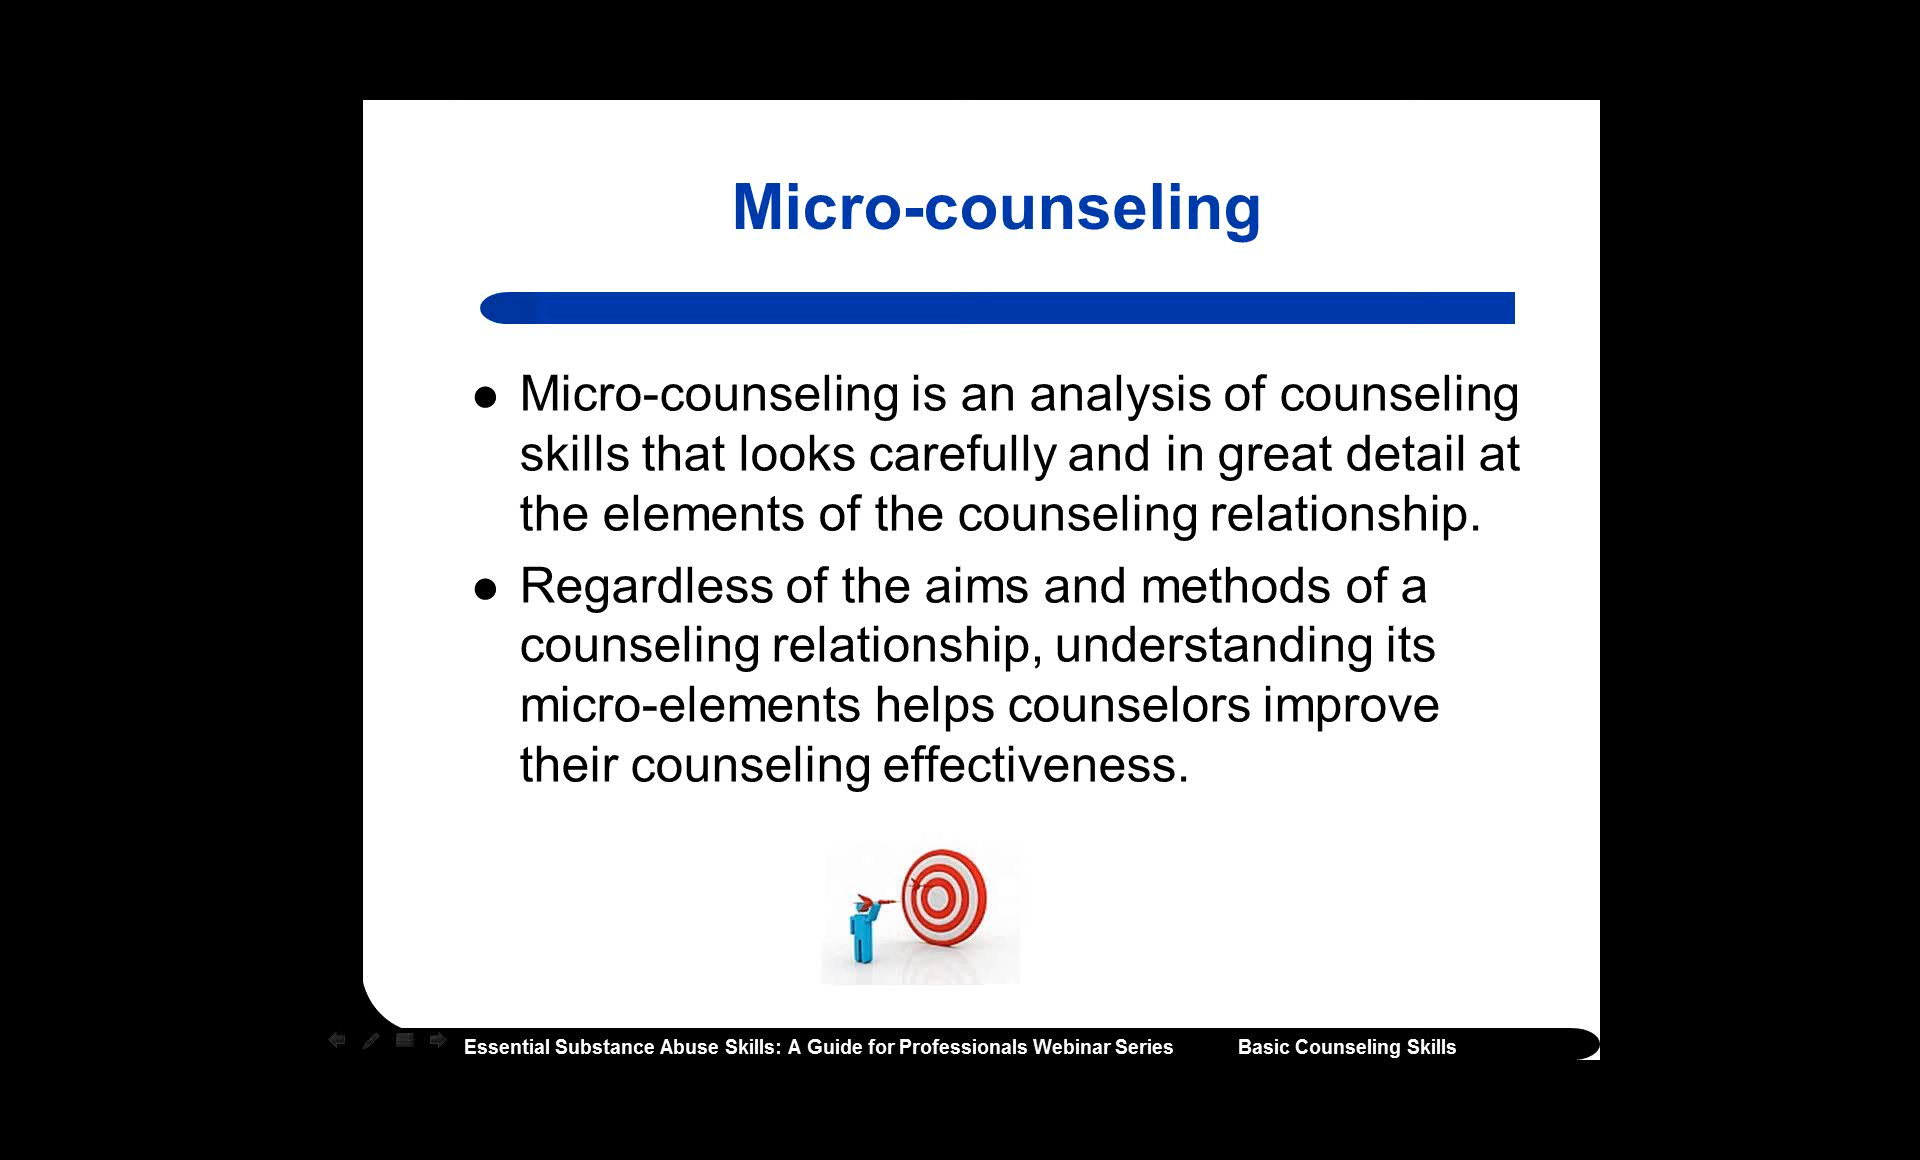 Micro-counseling
● Micro-counseling is an analysis of counseling
skills that looks carefully and in great detail at
the elements of the counseling relationship.
● Regardless of the aims and methods of a
counseling relationship, understanding its
micro-elements helps counselors improve
their counseling effectiveness.
Essential Substance Abuse Skills: A Guide for Professionals Webinar Series Basic Counseling Skills